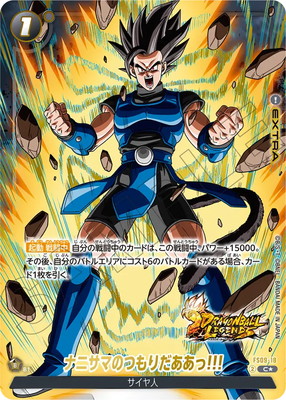 1
EXTRA
起動 戦闘中 自分の戦闘中のカードは、この戦闘中、パワー+15000。
その後、自分のバトルエリアにコスト6のバトルカードがある場合、カー
ド1枚を引く。
DRAGONBALL
LEGENDS
FS09-16
C★
ナニサマのつもりだああっ!!!
サイヤ人